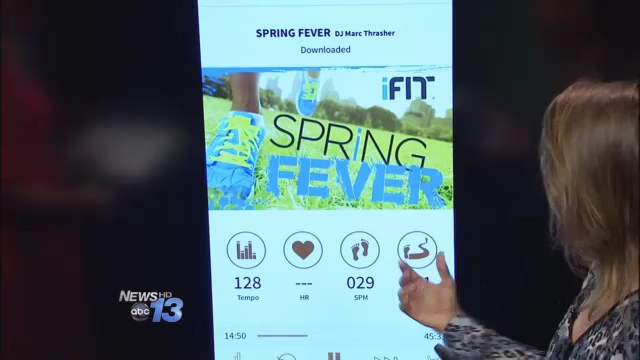 SPRING FEVER DJ Marc Thrasher
Downloaded
iFIT
SPRiNG
FEVER
128 --- 029
Tempo HR SPM
14:50
NEWS HD
abc 13